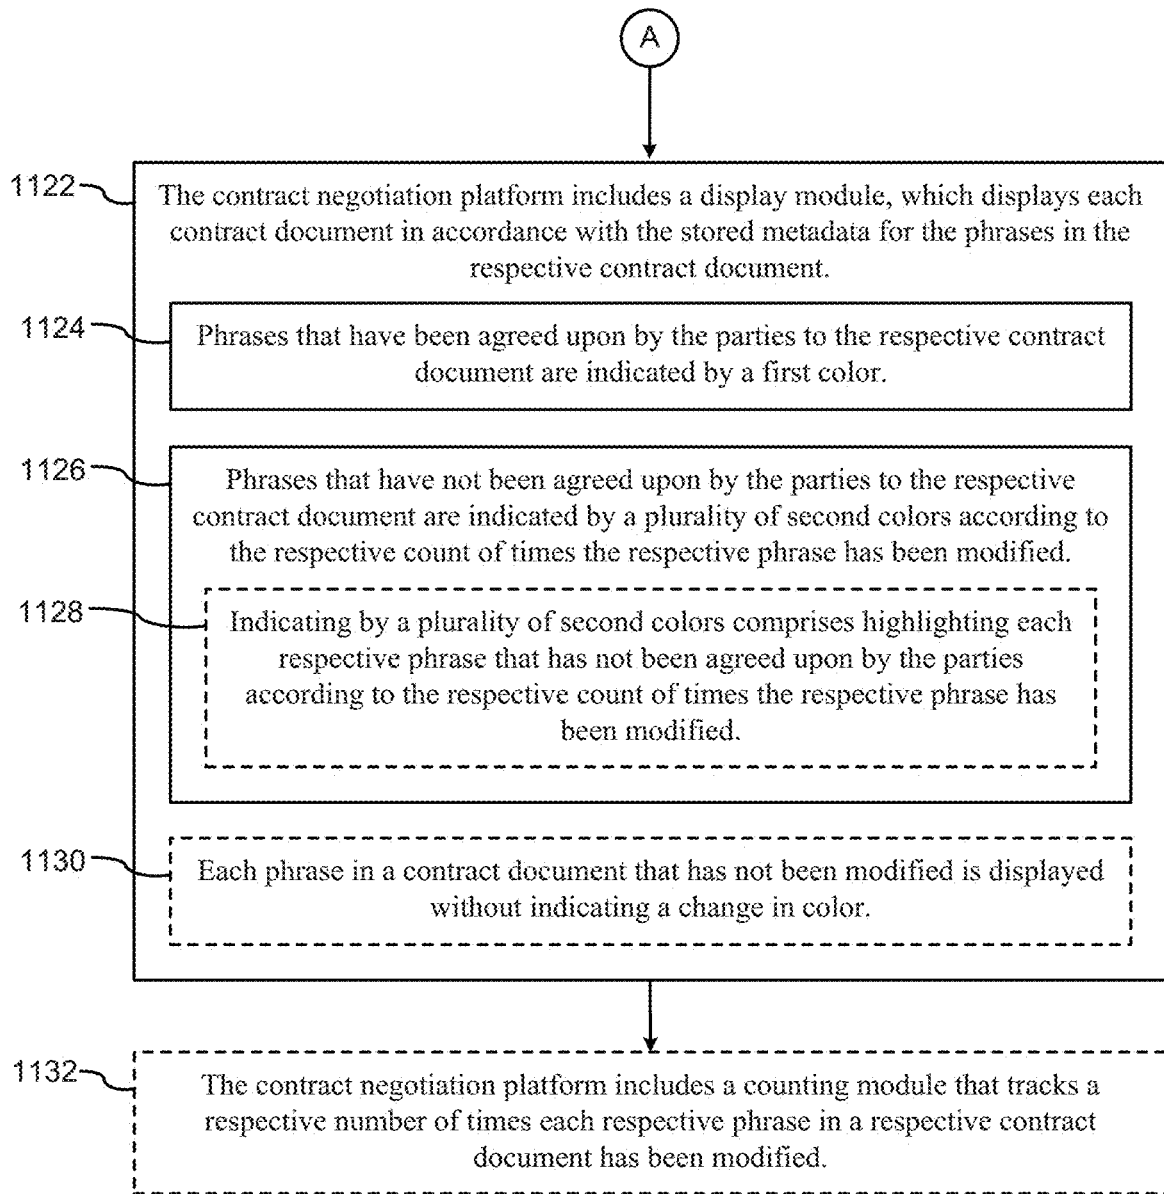 A
1122
The contract negotiation platform includes a display module, which displays each
contract document in accordance with the stored metadata for the phrases in the
respective contract document.
1124
Phrases that have been agreed upon by the parties to the respective contract
document are indicated by a first color.
1126
Phrases that have not been agreed upon by the parties to the respective
contract document are indicated by a plurality of second colors according to
the respective count of times the respective phrase has been modified.
1128
Indicating by a plurality of second colors comprises highlighting each
respective phrase that has not been agreed upon by the parties
according to the respective count of times the respective phrase has
been modified.
1130
Each phrase in a contract document that has not been modified is displayed
without indicating a change in color.
1132
The contract negotiation platform includes a counting module that tracks a
respective number of times each respective phrase in a respective contract
document has been modified.